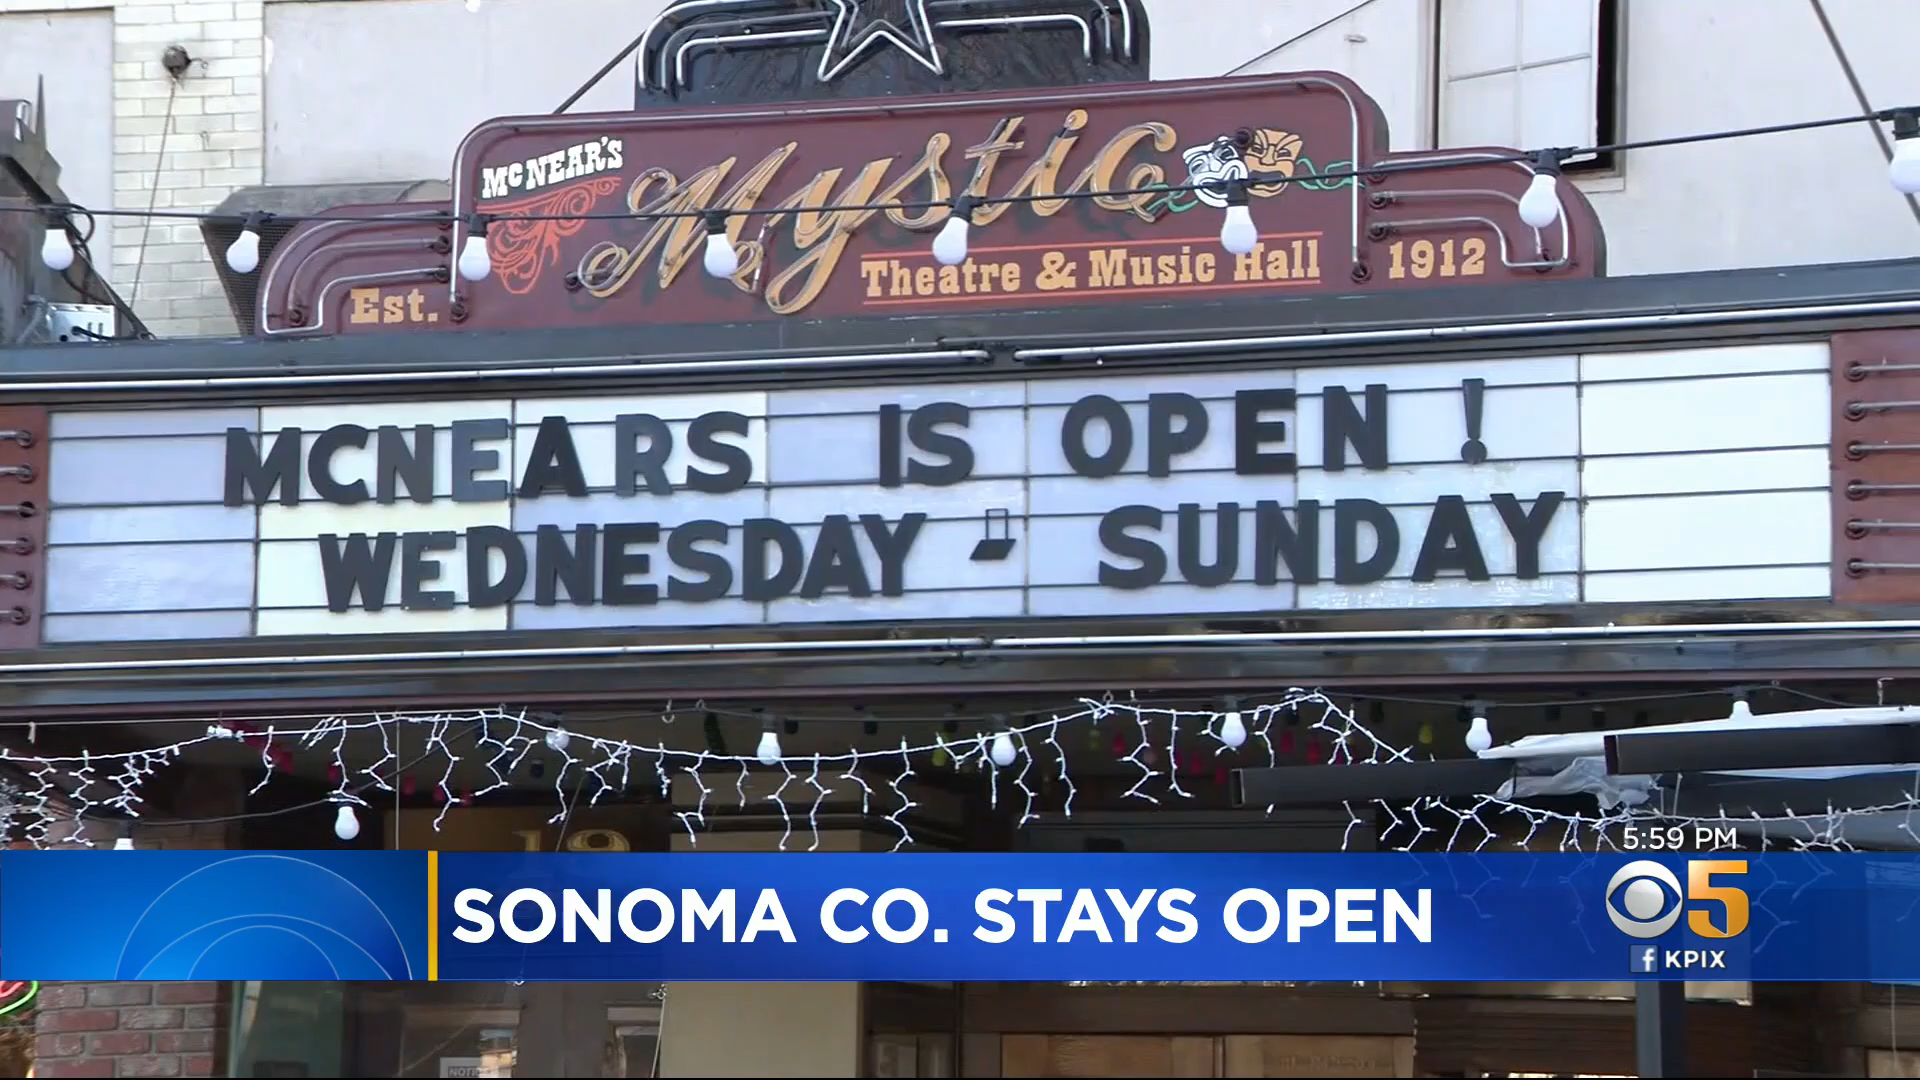 McNEAR'S
Mystic
Theatre & Music Hall
Est. 1912
MCNEARS IS OPEN !
WEDNESDAY - SUNDAY
19
5:59 PM
SONOMA CO. STAYS OPEN
5
f KPIX